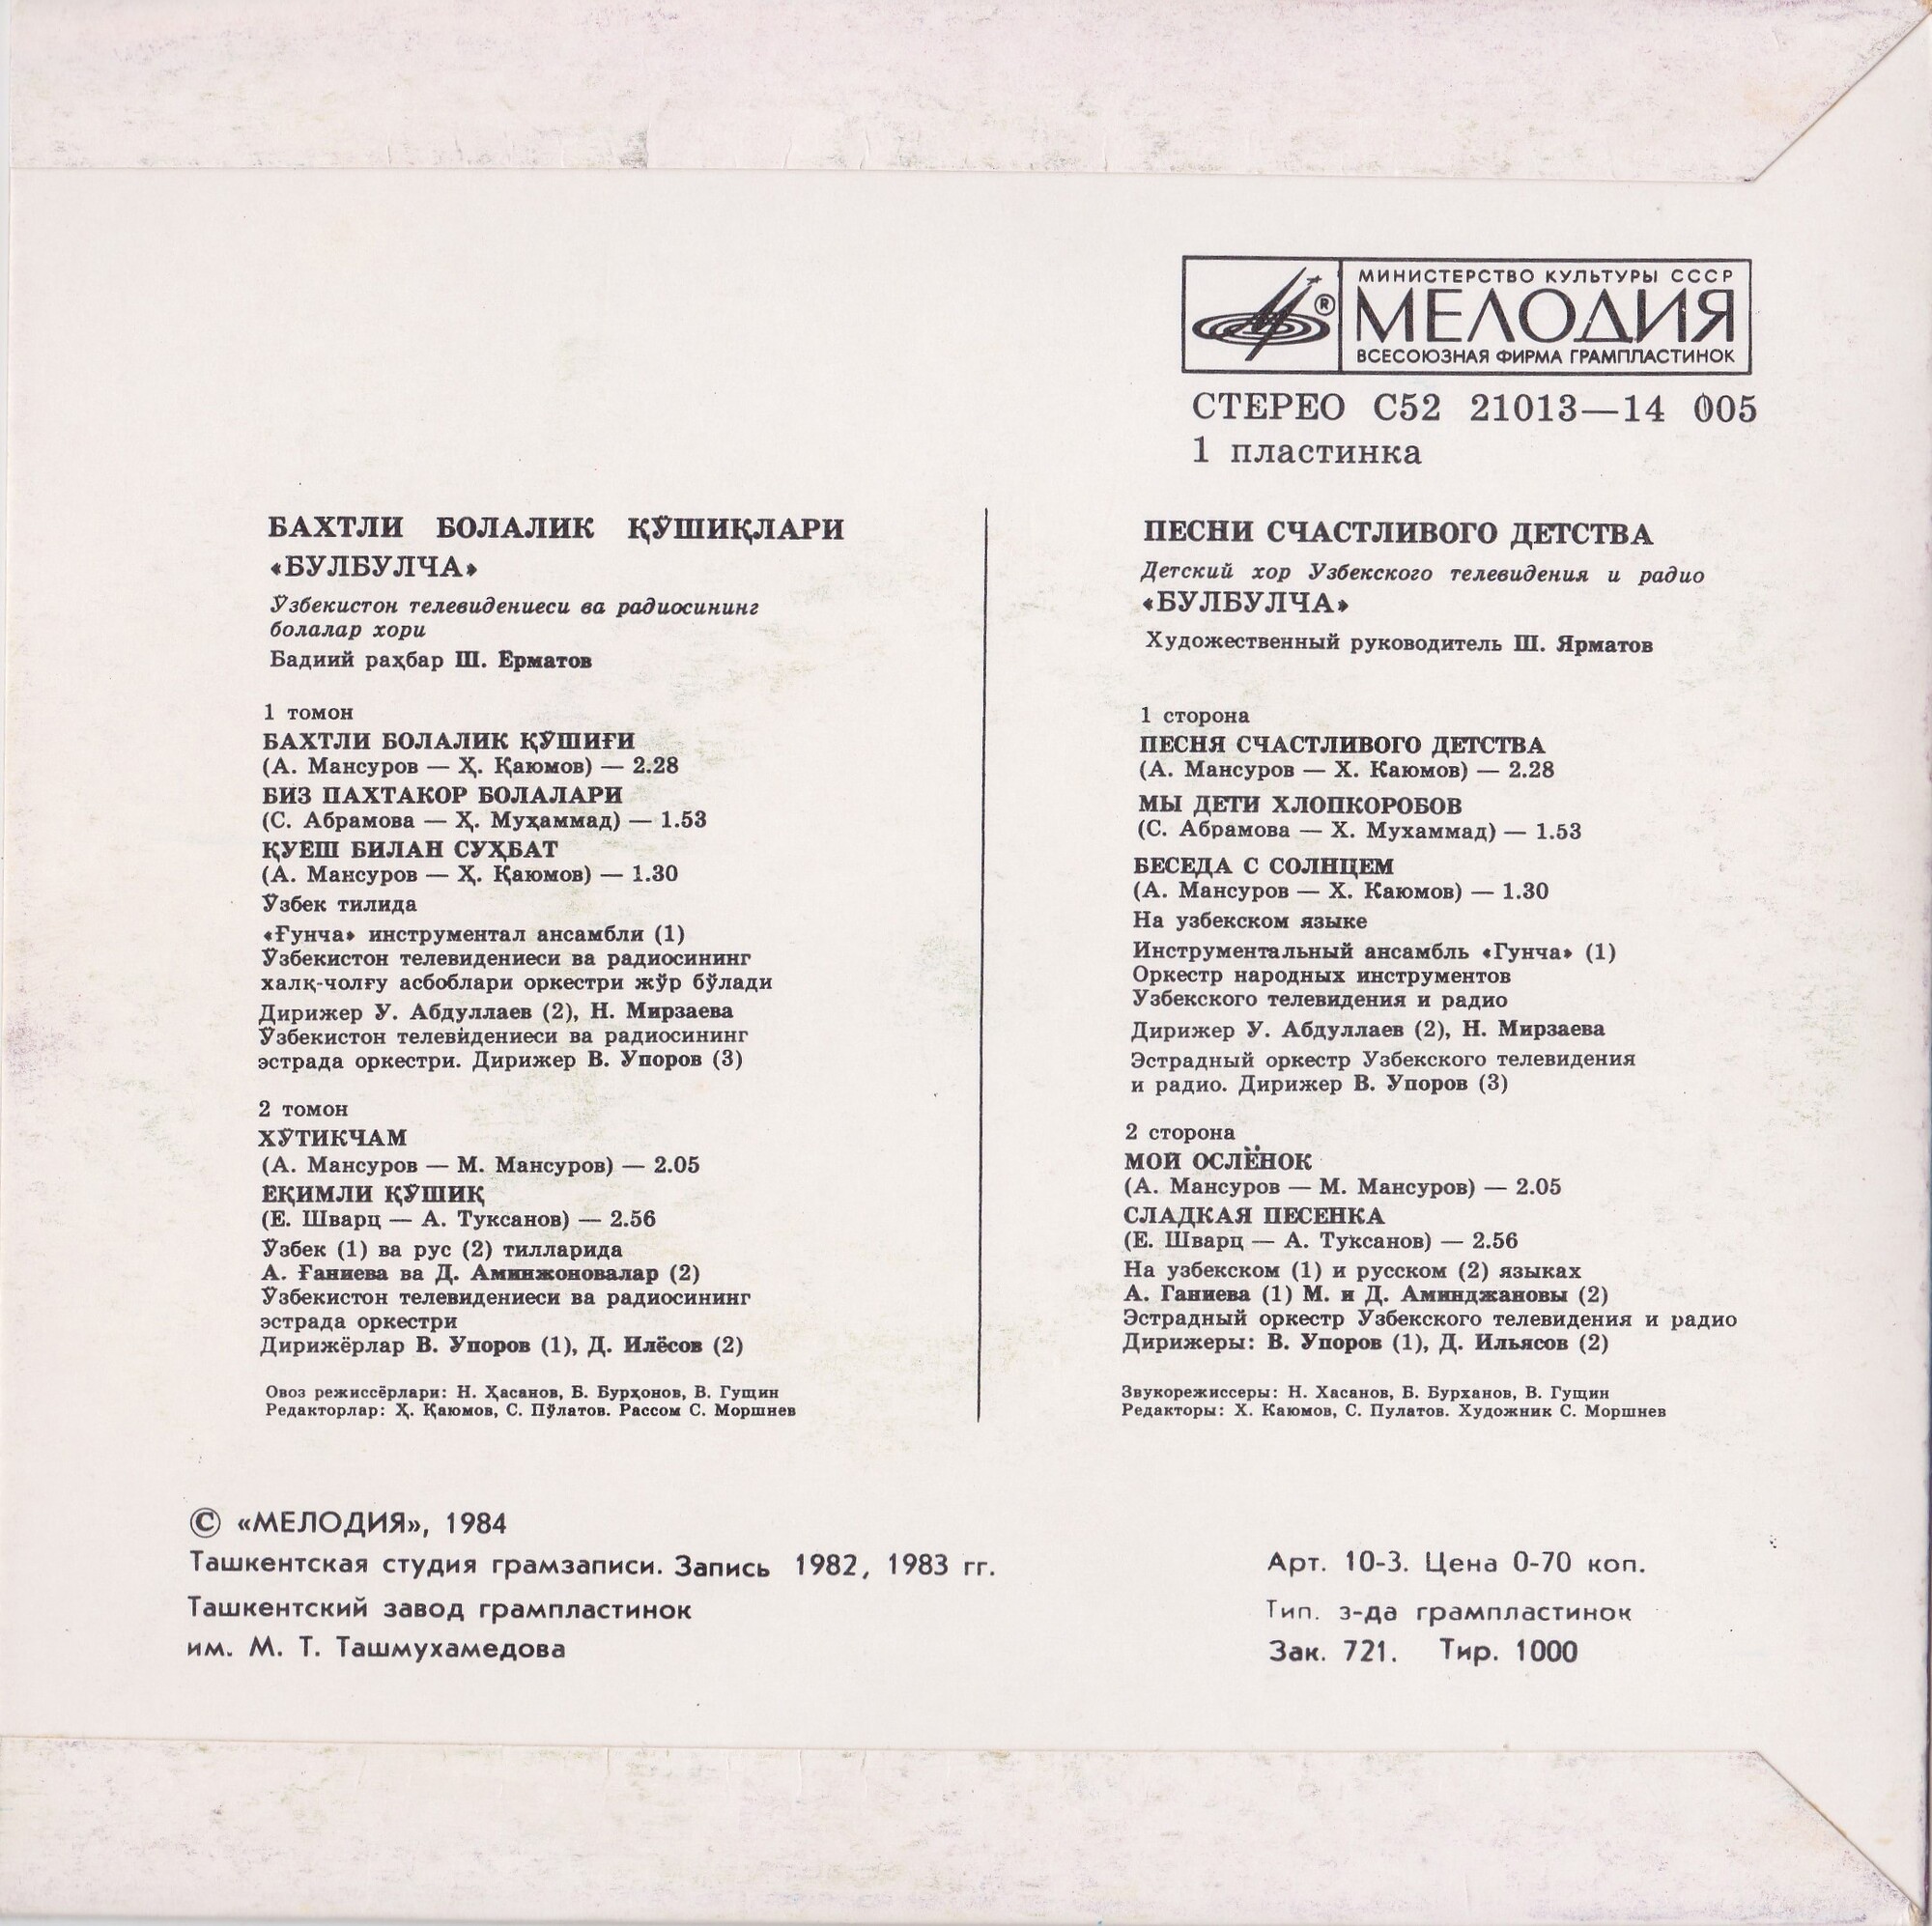 МИНИСТЕРСТВО КУЛЬТУРЫ СССР
МЕЛОДИЯ
ВСЕСОЮЗНАЯ ФИРМА ГРАМПЛАСТИНОК
®
СТЕРЕО С52 21013—14 005
1 пластинка
БАХТЛИ БОЛАЛИК ҚЎШИҚЛАРИ
«БУЛБУЛЧА»
Ўзбекистон телевидениеси ва радиосининг
болалар хори
Бадиий раҳбар Ш. Ерматов
1 томон
БАХТЛИ БОЛАЛИК ҚЎШИҒИ
(А. Мансуров — Ҳ. Қаюмов) — 2.28
БИЗ ПАХТАКОР БОЛАЛАРИ
(С. Абрамова — Ҳ. Муҳаммад) — 1.53
ҚУЕШ БИЛАН СУҲБАТ
(А. Мансуров — Ҳ. Қаюмов) — 1.30
Ўзбек тилида
«Ғунча» инструментал ансамбли (1)
Ўзбекистон телевидениеси ва радиосининг
халқ-чолғу асбоблари оркестри жўр бўлади
Дирижер У. Абдуллаев (2), Н. Мирзаева
Ўзбекистон телевидениеси ва радиосининг
эстрада оркестри. Дирижер В. Упоров (3)
2 томон
ХЎТИКЧАМ
(А. Мансуров — М. Мансуров) — 2.05
ЕҚИМЛИ ҚЎШИҚ
(Е. Шварц — А. Туксанов) — 2.56
Ўзбек (1) ва рус (2) тилларида
А. Ғаниева ва Д. Аминжоновалар (2)
Ўзбекистон телевидениеси ва радиосининг
эстрада оркестри
Дирижёрлар В. Упоров (1), Д. Илёсов (2)
Овоз режиссёрлари: Н. Ҳасанов, Б. Бурҳонов, В. Гущин
Редакторлар: Ҳ. Қаюмов, С. Пўлатов. Рассом С. Моршнев
ПЕСНИ СЧАСТЛИВОГО ДЕТСТВА
Детский хор Узбекского телевидения и радио
«БУЛБУЛЧА»
Художественный руководитель Ш. Ярматов
1 сторона
ПЕСНЯ СЧАСТЛИВОГО ДЕТСТВА
(А. Мансуров — Х. Каюмов) — 2.28
МЫ ДЕТИ ХЛОПКОРОБОВ
(С. Абрамова — Х. Мухаммад) — 1.53
БЕСЕДА С СОЛНЦЕМ
(А. Мансуров — Х. Каюмов) — 1.30
На узбекском языке
Инструментальный ансамбль «Гунча» (1)
Оркестр народных инструментов
Узбекского телевидения и радио
Дирижер У. Абдуллаев (2), Н. Мирзаева
Эстрадный оркестр Узбекского телевидения
и радио. Дирижер В. Упоров (3)
2 сторона
МОЙ ОСЛЁНОК
(А. Мансуров — М. Мансуров) — 2.05
СЛАДКАЯ ПЕСЕНКА
(Е. Шварц — А. Туксанов) — 2.56
На узбекском (1) и русском (2) языках
А. Ганиева (1) М. и Д. Аминджановы (2)
Эстрадный оркестр Узбекского телевидения и радио
Дирижеры: В. Упоров (1), Д. Ильясов (2)
Звукорежиссеры: Н. Хасанов, Б. Бурханов, В. Гущин
Редакторы: Х. Каюмов, С. Пулатов. Художник С. Моршнев
© «МЕЛОДИЯ», 1984
Ташкентская студия грамзаписи. Запись 1982, 1983 гг.
Ташкентский завод грампластинок
им. М. Т. Ташмухамедова
Арт. 10-3. Цена 0-70 коп.
Тип. з-да грампластинок
Зак. 721. Тир. 1000